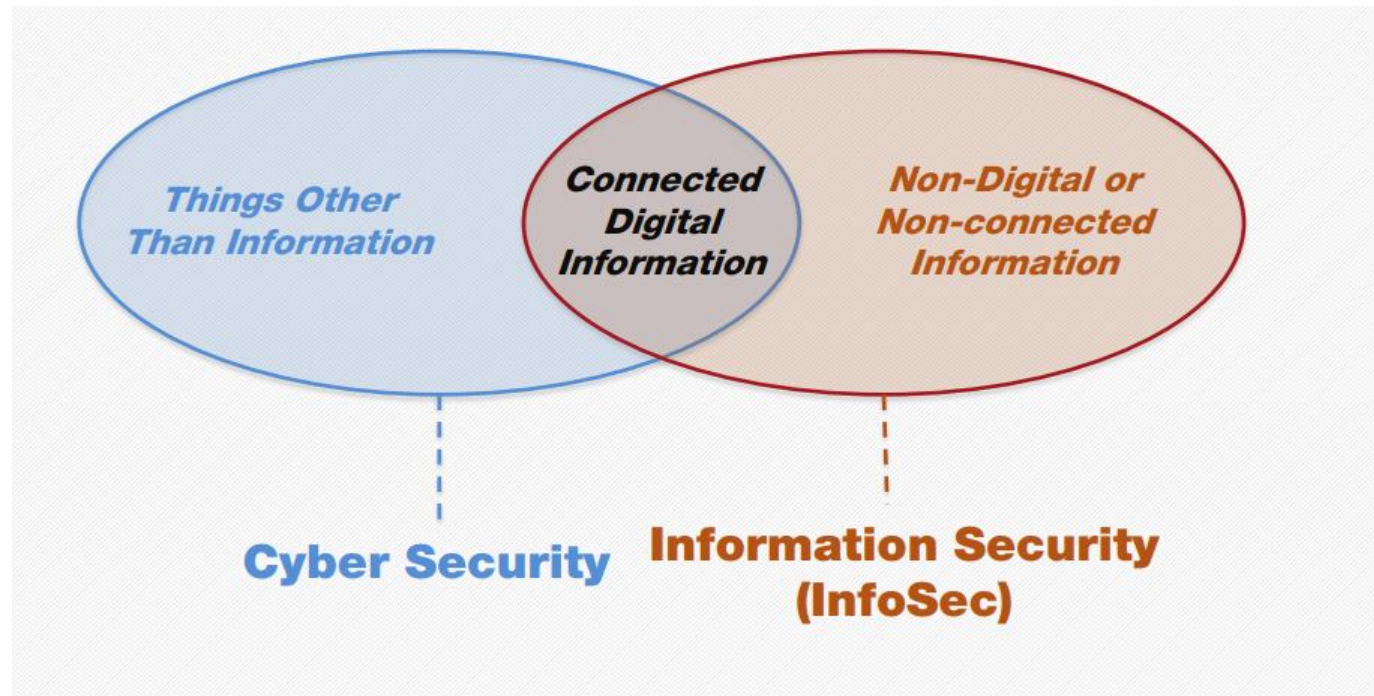 Things Other
Than Information
Connected
Digital
Information
Non-Digital or
Non-connected
Information
Cyber Security
Information Security
(InfoSec)